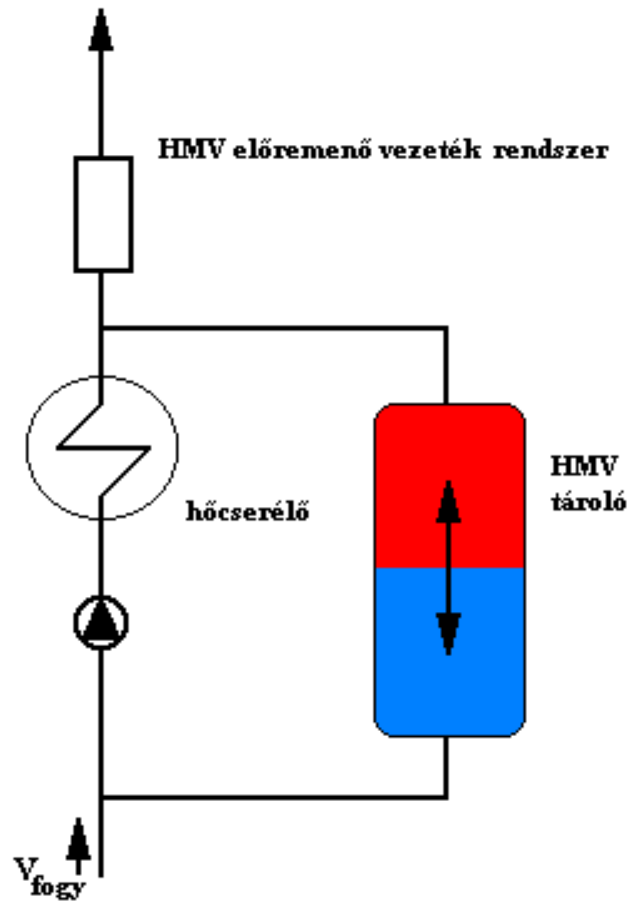 HMV előremenő vezeték rendszer
HMV
tároló
hőcserélő
Vfogy